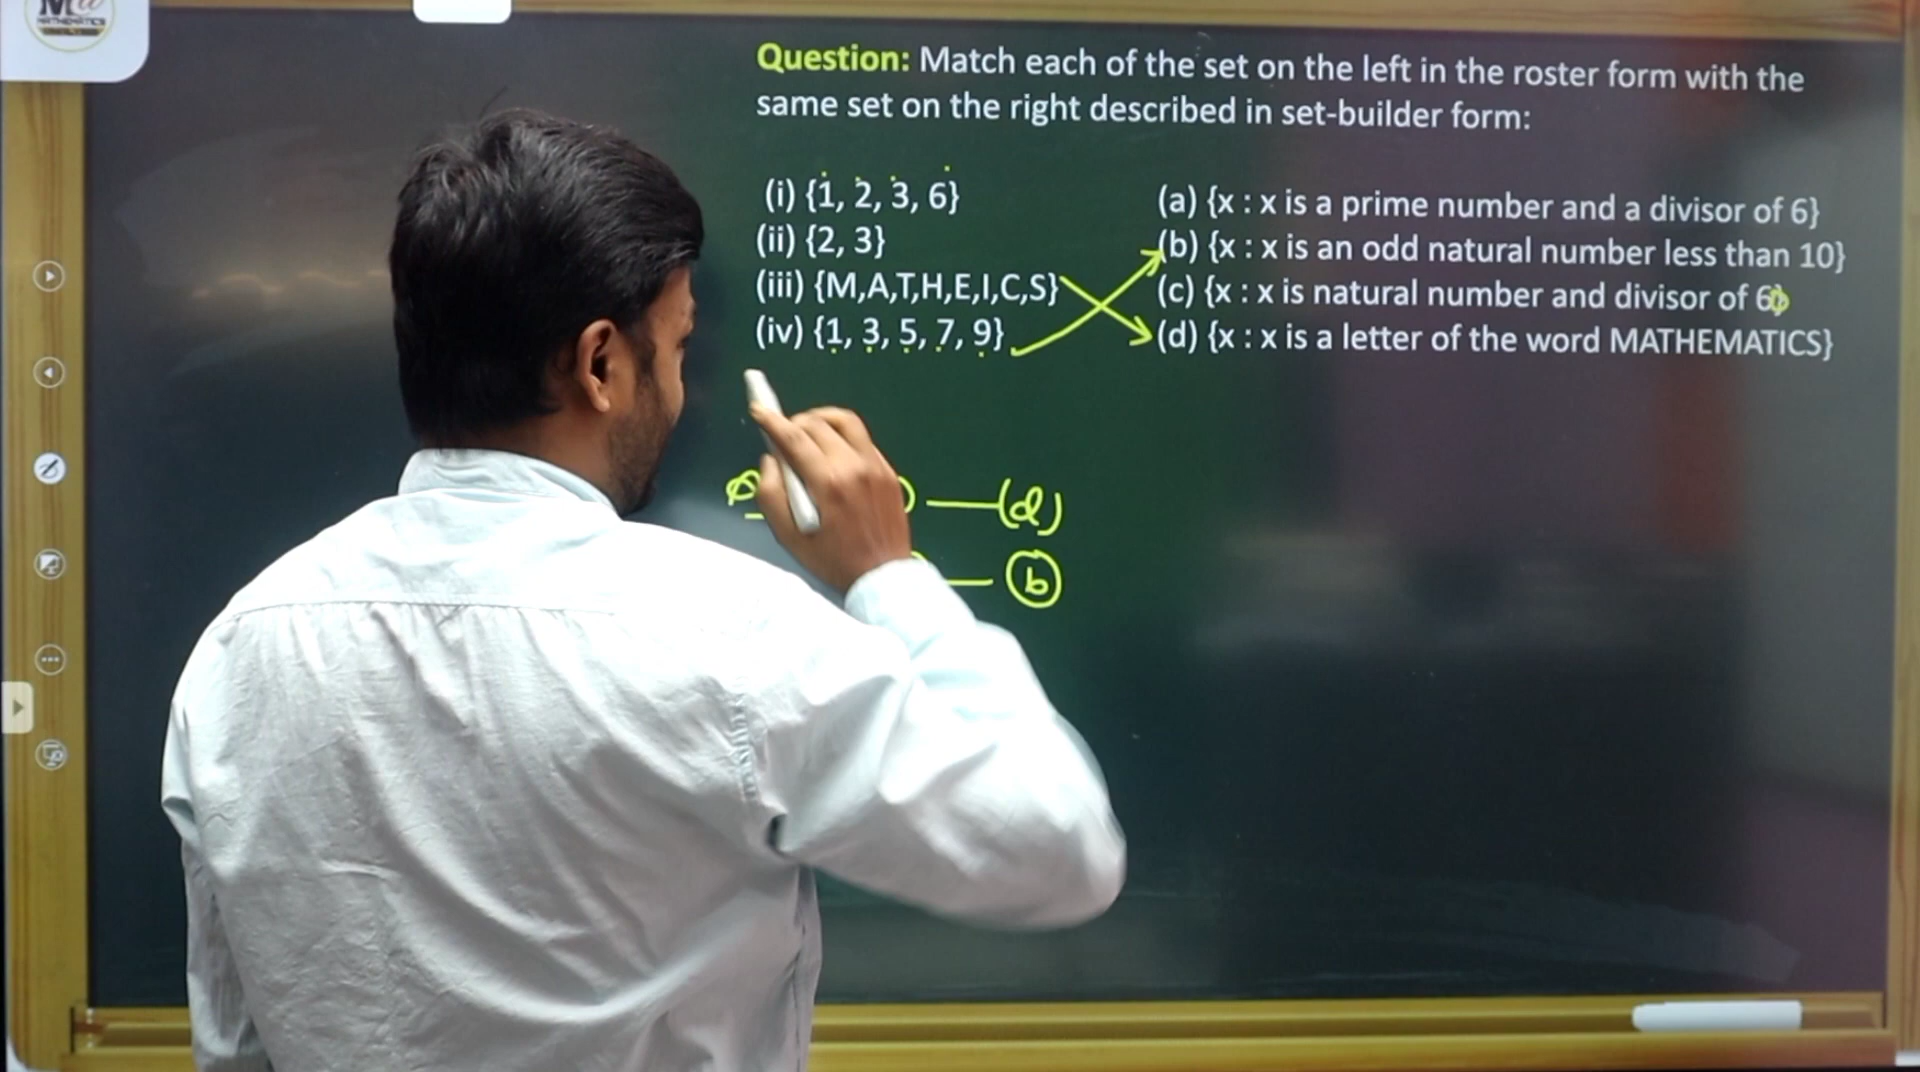 MATHEMATICS
Question: Match each of the set on the left in the roster form with the
same set on the right described in set-builder form:
(i) {1, 2, 3, 6}
(ii) {2, 3}
(iii) {M,A,T,H,E,I,C,S}
(iv) {1, 3, 5, 7, 9}
(a) {x : x is a prime number and a divisor of 6}
(b) {x : x is an odd natural number less than 10}
(c) {x : x is natural number and divisor of 6}
(d) {x : x is a letter of the word MATHEMATICS}
— (d)
— b